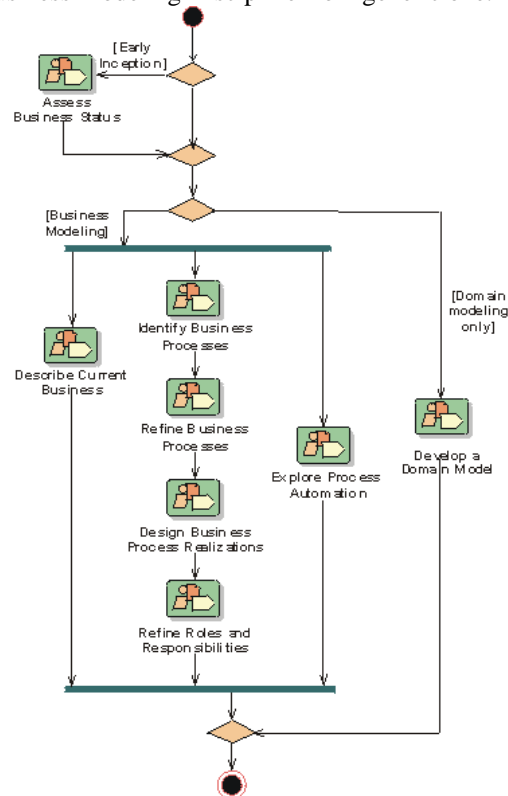 [Early
Inception]
Assess
Business Status
[Business
Modeling]
[Domain
modeling
only]
Identify Business
Processes
Describe Current
Business
Refine Business
Processes
Develop a
Domain Model
Explore Process
Automation
Design Business
Process Realizations
Refine Roles and
Responsibilities